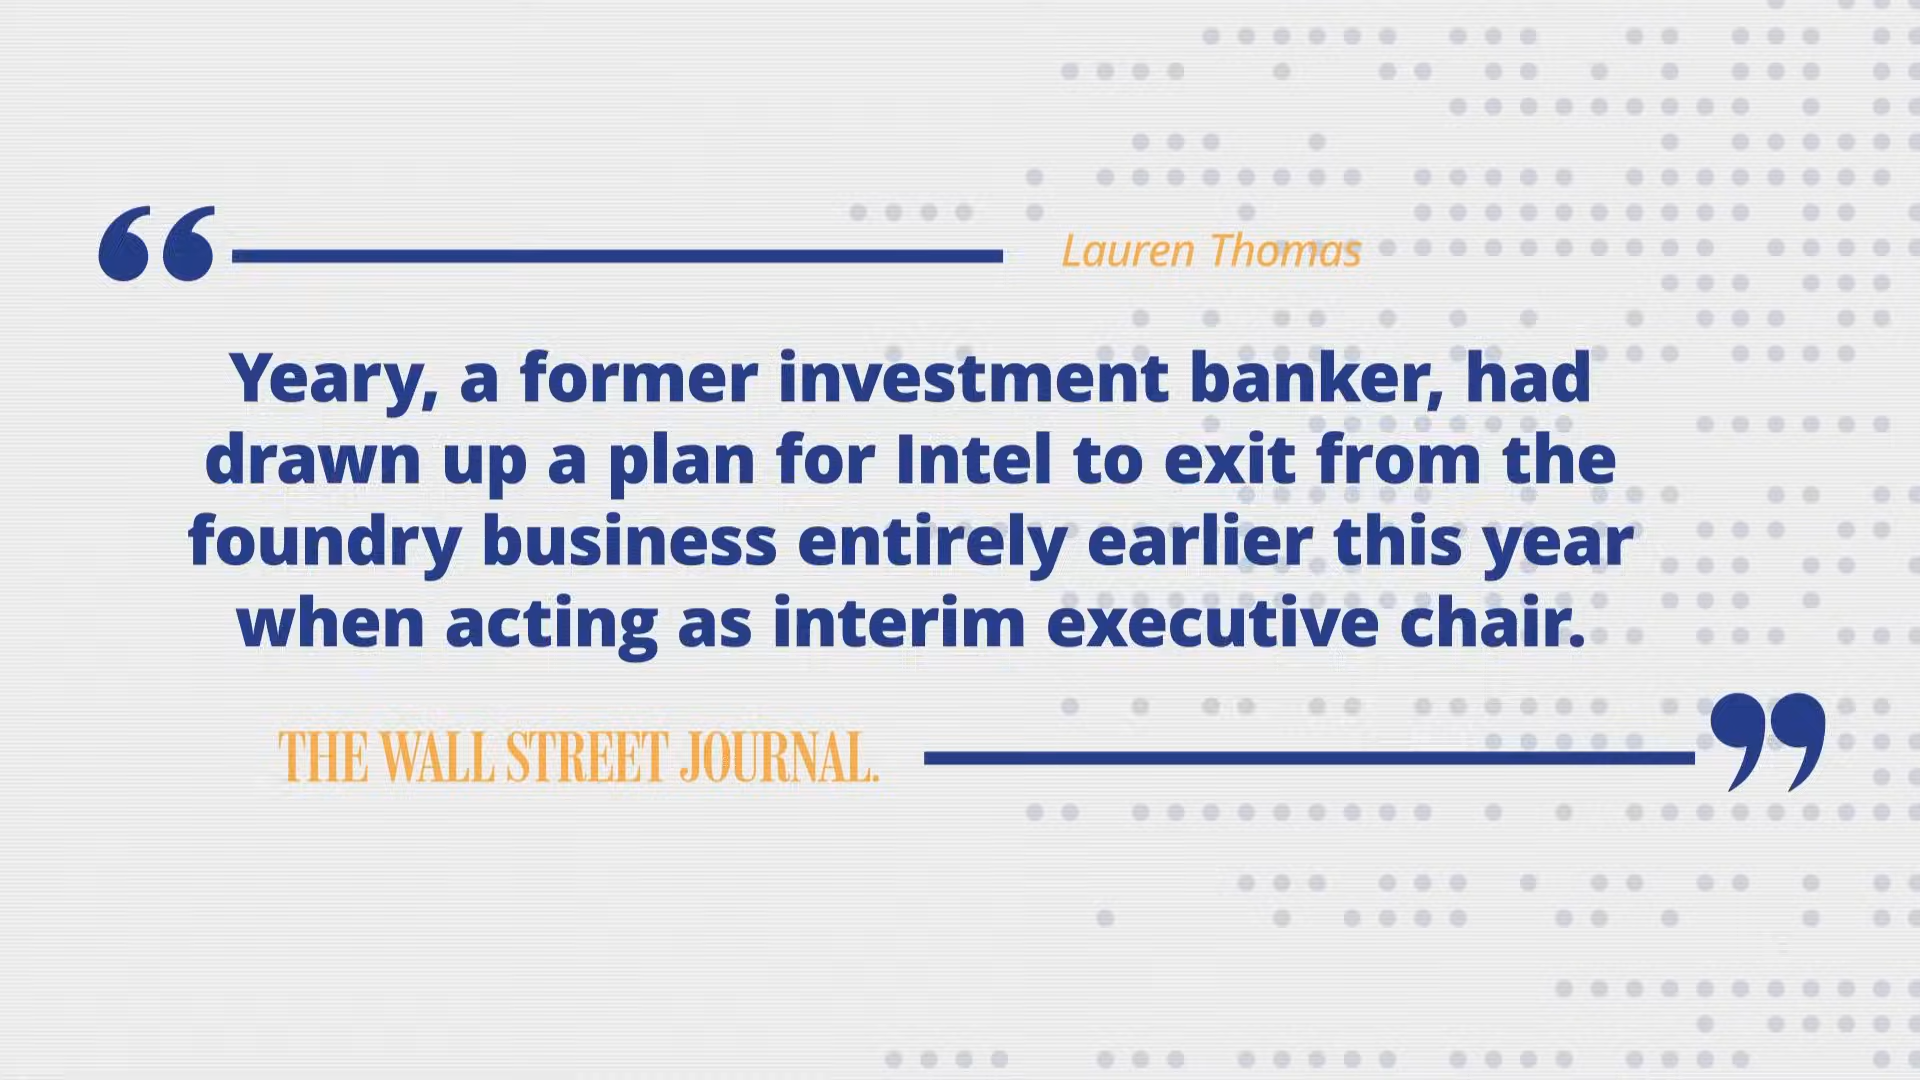 Lauren Thomas
Yeary, a former investment banker, had
drawn up a plan for Intel to exit from the
foundry business entirely earlier this year
when acting as interim executive chair.
THE WALL STREET JOURNAL.